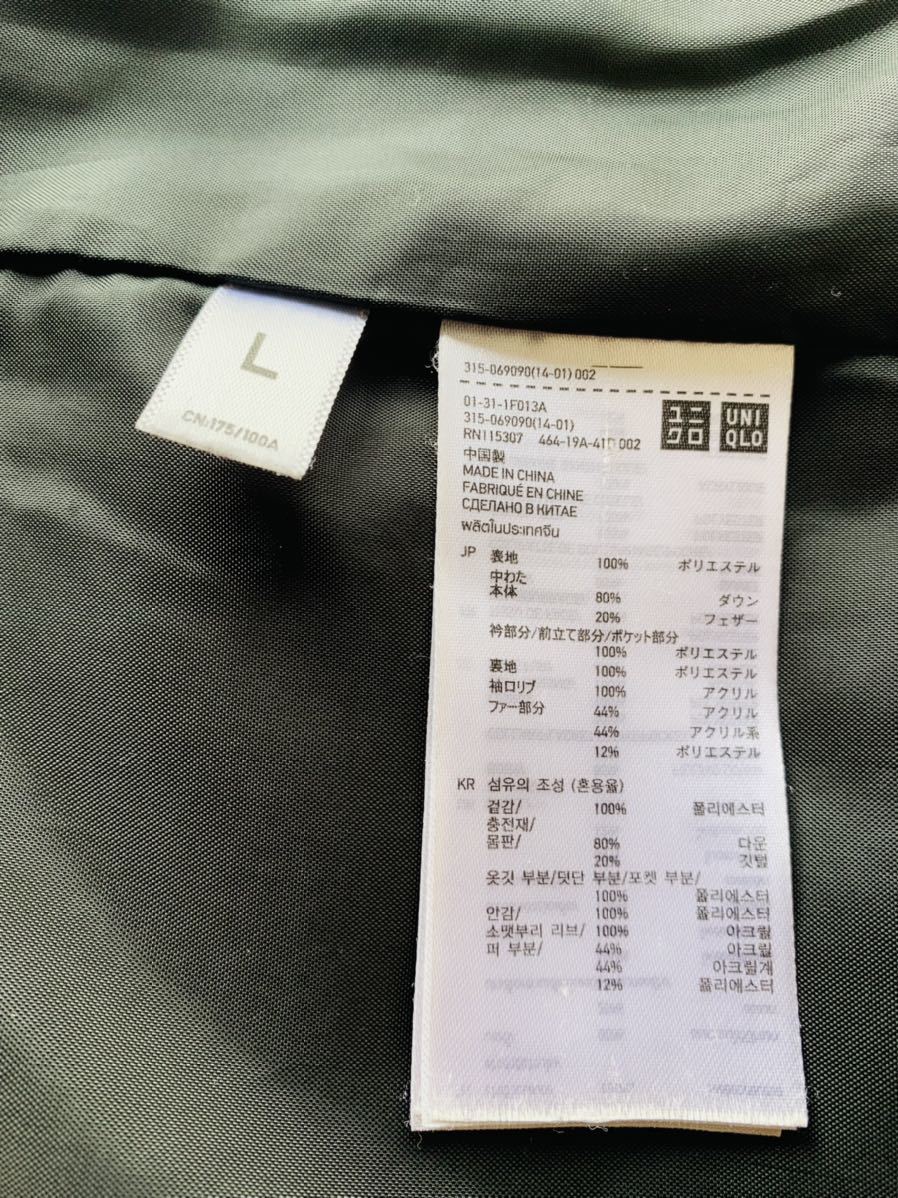 L
CN:175/100A
315-069090(14-01) 002
01-31-1F013A
315-069090(14-01)
RN115307 464-19A-41 002
ユニクロ
UNIQLO
中国製
MADE IN CHINA
FABRIQUÉ EN CHINE
СДЕЛАНО В КИТАЕ
ผลิตในประเทศจีน
JP 表地 100% ポリエステル
中わた
本体 80% ダウン
20% フェザー
衿部分/前立て部分/ポケット部分
100% ポリエステル
裏地 100% ポリエステル
袖口リブ 100% アクリル
ファー部分 44% アクリル
44% アクリル系
12% ポリエステル
KR 섬유의 조성 (혼용율)
겉감/ 100% 폴리에스터
충전재/
몸판/ 80% 다운
20% 깃털
옷깃 부분/덧단 부분/포켓 부분/
100% 폴리에스터
안감/ 100% 폴리에스터
소맷부리 리브/ 100% 아크릴
퍼 부분/ 44% 아크릴
44% 아크릴계
12% 폴리에스터